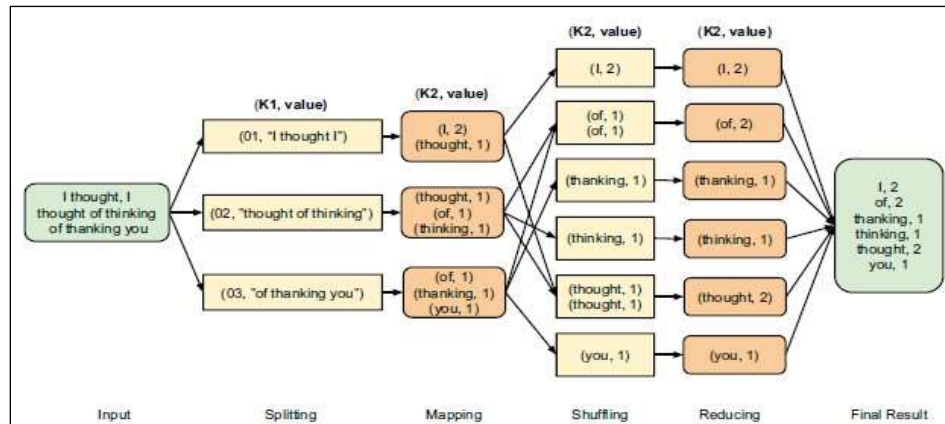 (K2, value)
(K2, value)
(K1, value)
(K2, value)
I thought, I
thought of thinking
of thanking you
(01, "I thought I")
(02, "thought of thinking")
(03, "of thanking you")
(I, 2)
(thought, 1)
(thought, 1)
(of, 1)
(thinking, 1)
(of, 1)
(thanking, 1)
(you, 1)
(I, 2)
(of, 1)
(of, 1)
(thanking, 1)
(thinking, 1)
(thought, 1)
(thought, 1)
(you, 1)
(I, 2)
(of, 2)
(thanking, 1)
(thinking, 1)
(thought, 2)
(you, 1)
I, 2
of, 2
thanking, 1
thinking, 1
thought, 2
you, 1
Input
Splitting
Mapping
Shuffling
Reducing
Final Result